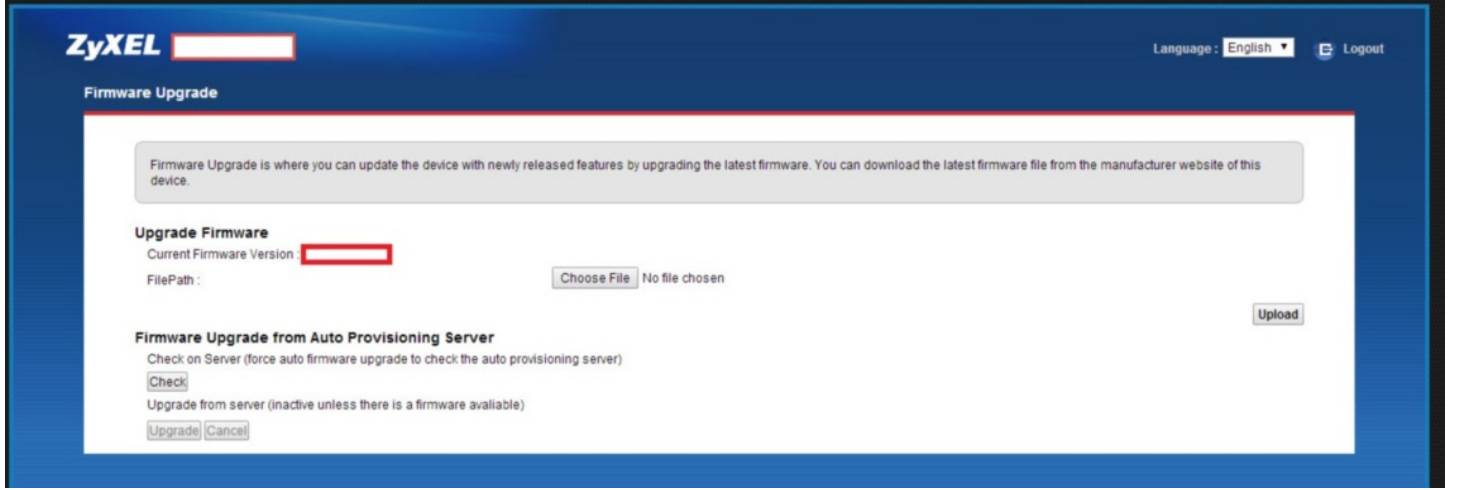 ZyXEL
Language : English
Logout
Firmware Upgrade
Firmware Upgrade is where you can update the device with newly released features by upgrading the latest firmware. You can download the latest firmware file from the manufacturer website of this
device.
Upgrade Firmware
Current Firmware Version :
FilePath :
Choose File No file chosen
Upload
Firmware Upgrade from Auto Provisioning Server
Check on Server (force auto firmware upgrade to check the auto provisioning server)
Check
Upgrade from server (inactive unless there is a firmware avaliable)
Upgrade Cancel